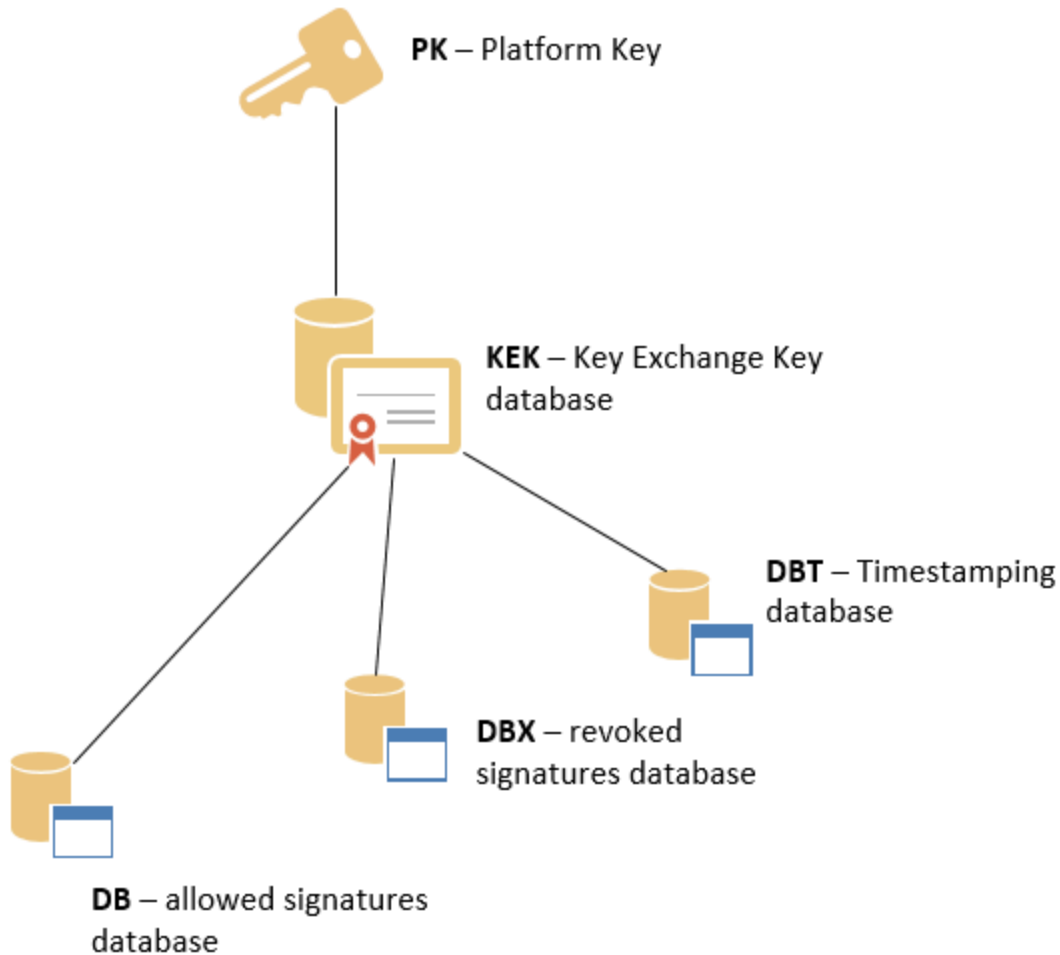 PK – Platform Key
KEK – Key Exchange Key
database
DBT – Timestamping
database
DBX – revoked
signatures database
DB – allowed signatures
database